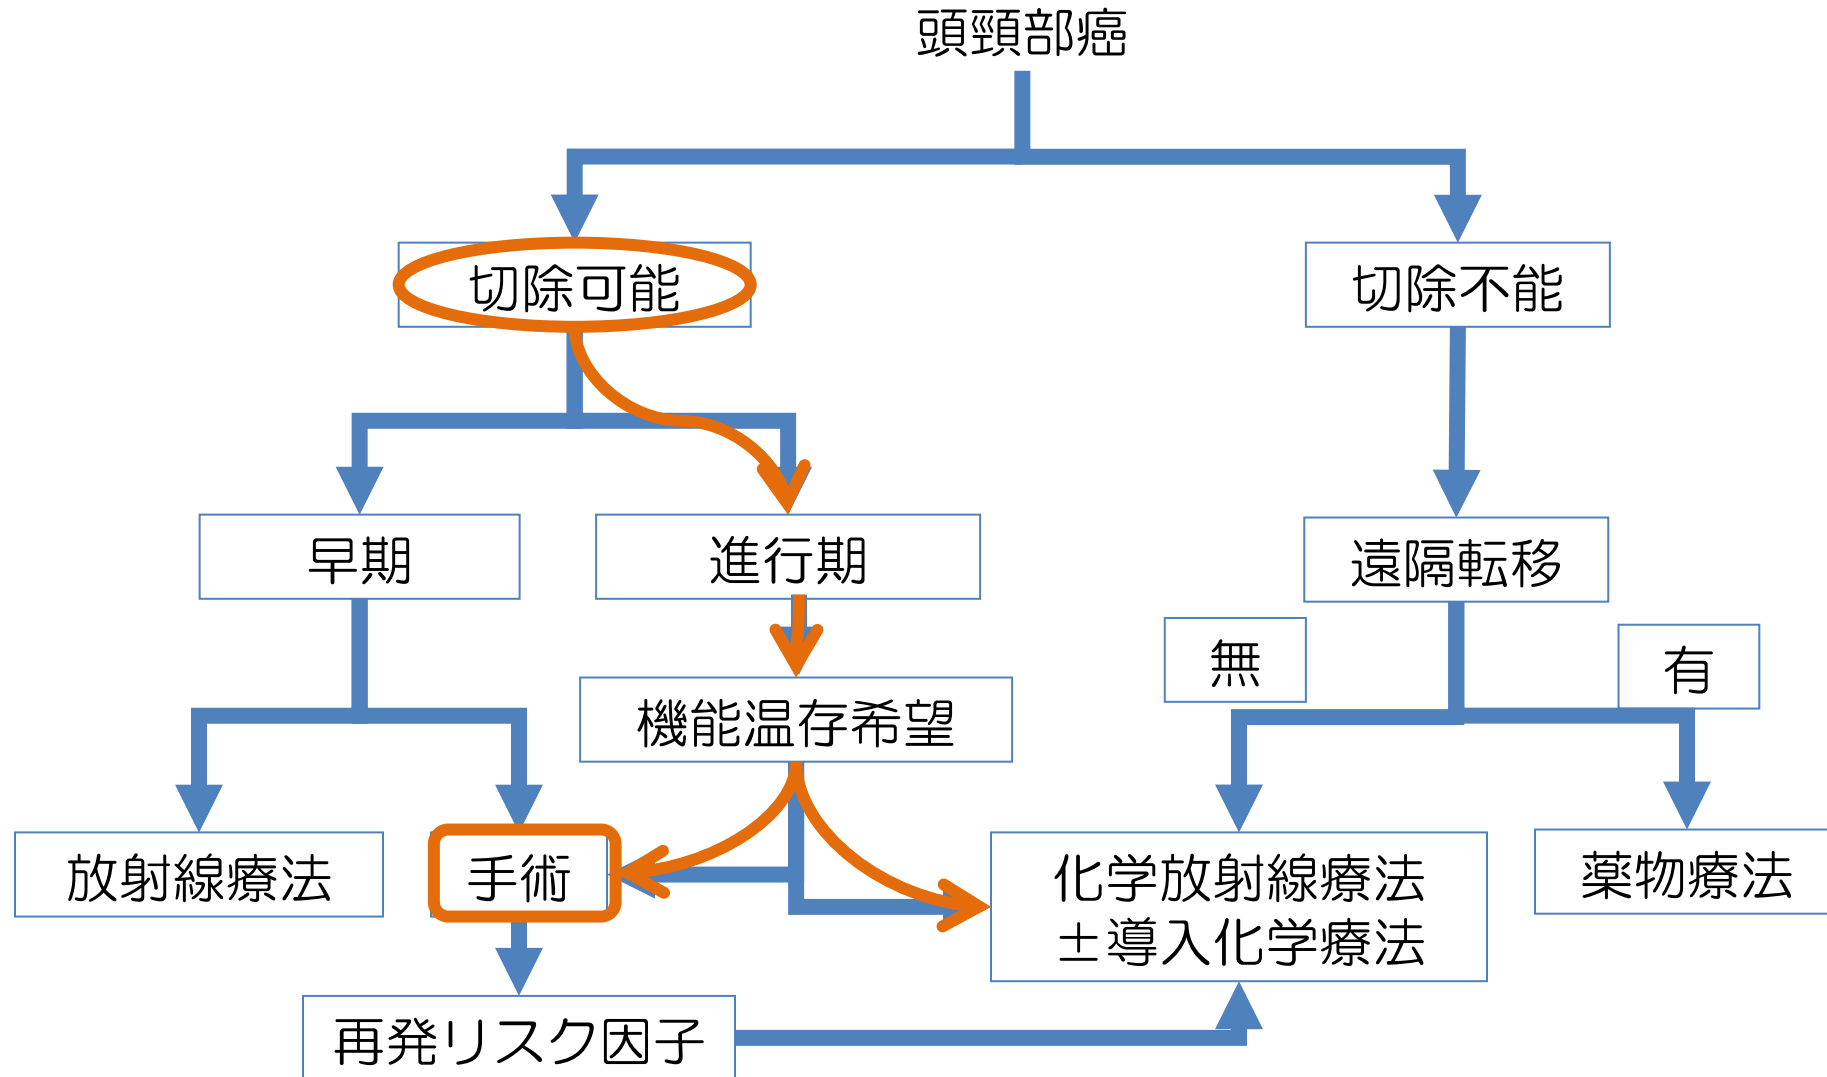 頭頸部癌
切除可能
切除不能
早期
進行期
遠隔転移
無
有
機能温存希望
放射線療法
手術
化学放射線療法
±導入化学療法
薬物療法
再発リスク因子